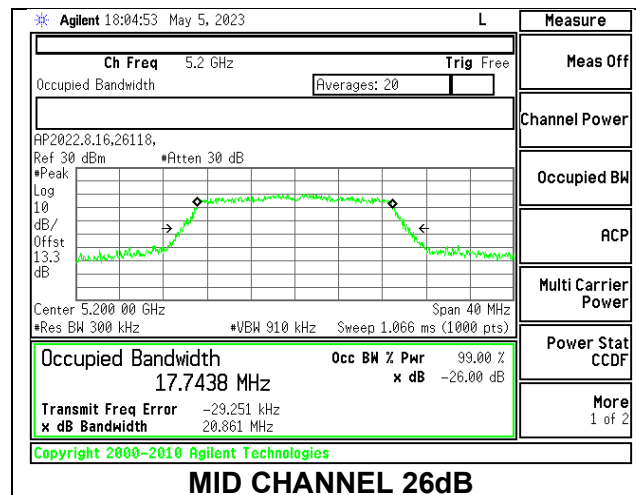 Agilent 18:04:53 May 5, 2023 L Measure
Ch Freq 5.2 GHz Trig Free
Occupied Bandwidth Averages: 20
AP2022.8.16,26118,
Ref 30 dBm #Atten 30 dB
#Peak
Log
10
dB/
Offst
13.3
dB
Center 5.200 00 GHz Span 40 MHz
#Res BW 300 kHz #VBW 910 kHz Sweep 1.066 ms (1000 pts)
Occupied Bandwidth Occ BW % Pwr 99.00 %
17.7438 MHz x dB -26.00 dB
Transmit Freq Error -29.251 kHz
x dB Bandwidth 20.861 MHz
Copyright 2000-2010 Agilent Technologies
Meas Off
Channel Power
Occupied BW
ACP
Multi Carrier
Power
Power Stat
CCDF
More
1 of 2
MID CHANNEL 26dB